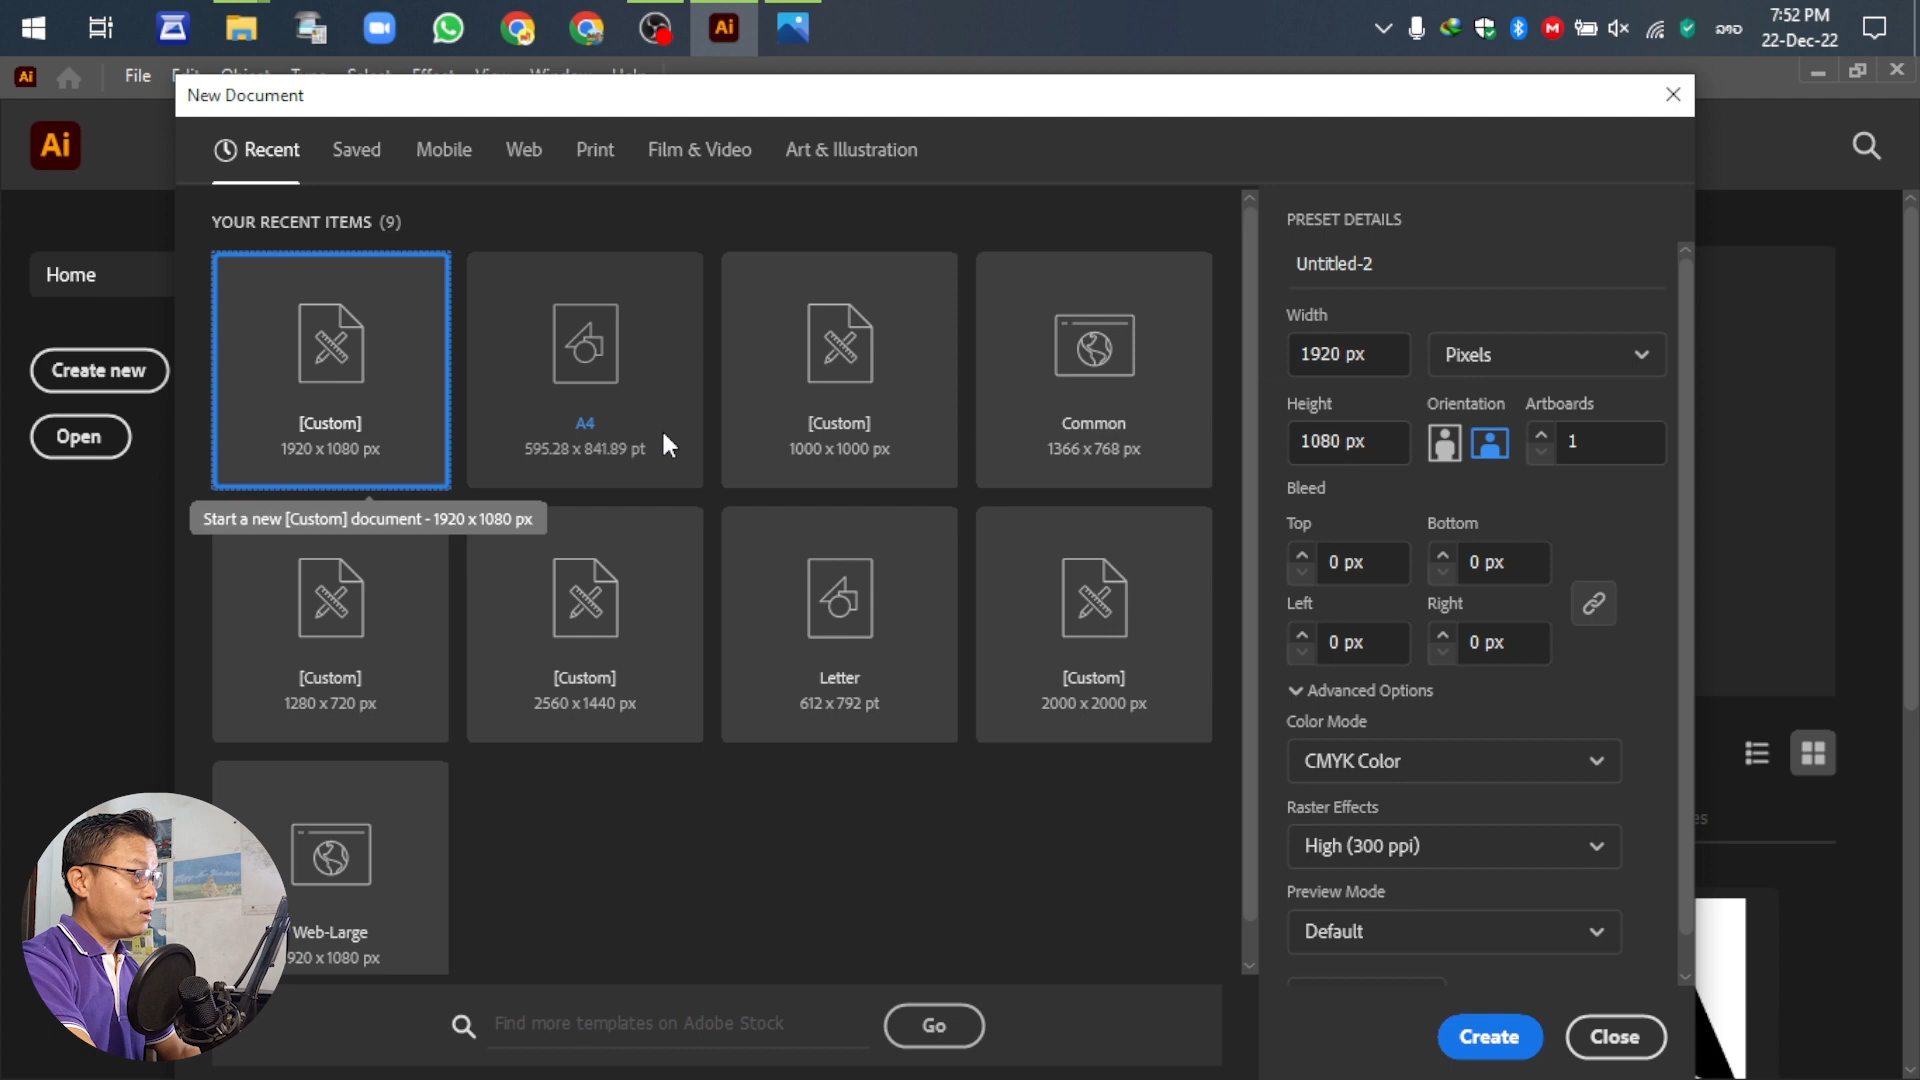 Ai
ລາວ
7:52 PM
22-Dec-22
Ai
File
New Document
Ai
Recent
Saved
Mobile
Web
Print
Film & Video
Art & Illustration
Home
Create new
Open
YOUR RECENT ITEMS (9)
[Custom]
1920 x 1080 px
A4
595.28 x 841.89 pt
[Custom]
1000 x 1000 px
Common
1366 x 768 px
Start a new [Custom] document - 1920 x 1080 px
[Custom]
1280 x 720 px
[Custom]
2560 x 1440 px
Letter
612 x 792 pt
[Custom]
2000 x 2000 px
Web-Large
920 x 1080 px
Find more templates on Adobe Stock
Go
PRESET DETAILS
Untitled-2
Width
1920 px
Pixels
Height
Orientation
Artboards
1080 px
1
Bleed
Top
Bottom
0 px
0 px
Left
Right
0 px
0 px
Advanced Options
Color Mode
CMYK Color
Raster Effects
High (300 ppi)
Preview Mode
Default
Create
Close